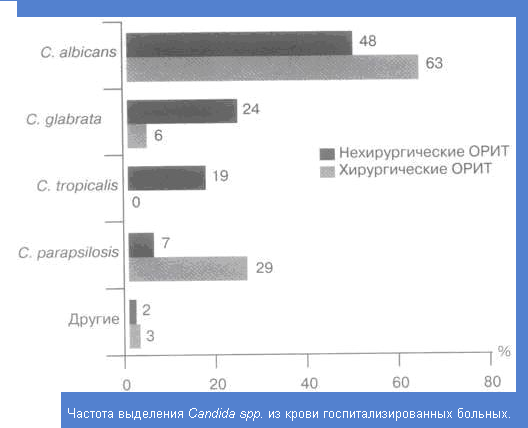 C. albicans
48
63
C. glabrata
24
6
Нехирургические ОРИТ
Хирургические ОРИТ
C. tropicalis
19
0
C. parapsilosis
7
29
Другие
2
3
%
0 20 40 60 80
Частота выделения Candida spp. из крови госпитализированных больных.